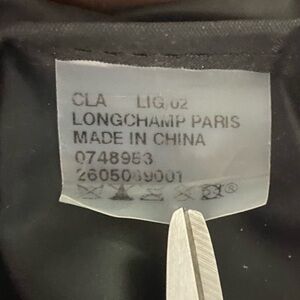 CLA LIG 02
LONGCHAMP PARIS
MADE IN CHINA
0748953
2605089001
®